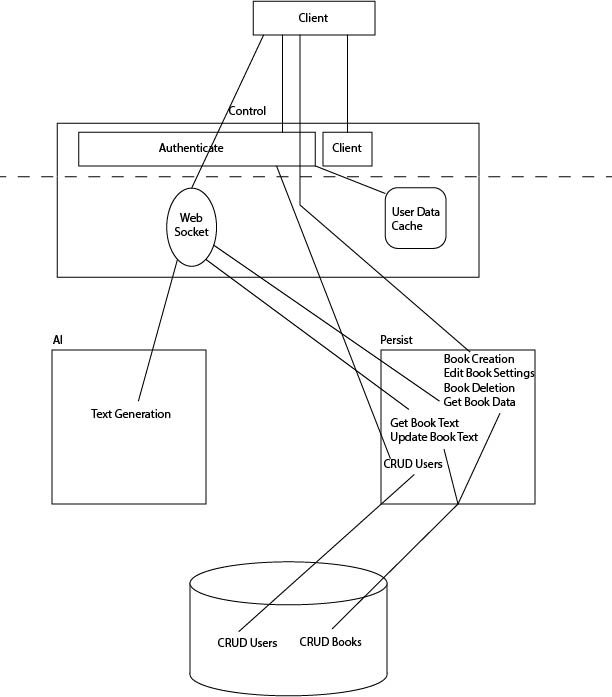 Client
Control
Authenticate
Client
Web
Socket
User Data
Cache
AI
Persist
Book Creation
Edit Book Settings
Book Deletion
Get Book Data
Text Generation
Get Book Text
Update Book Text
CRUD Users
CRUD Users
CRUD Books